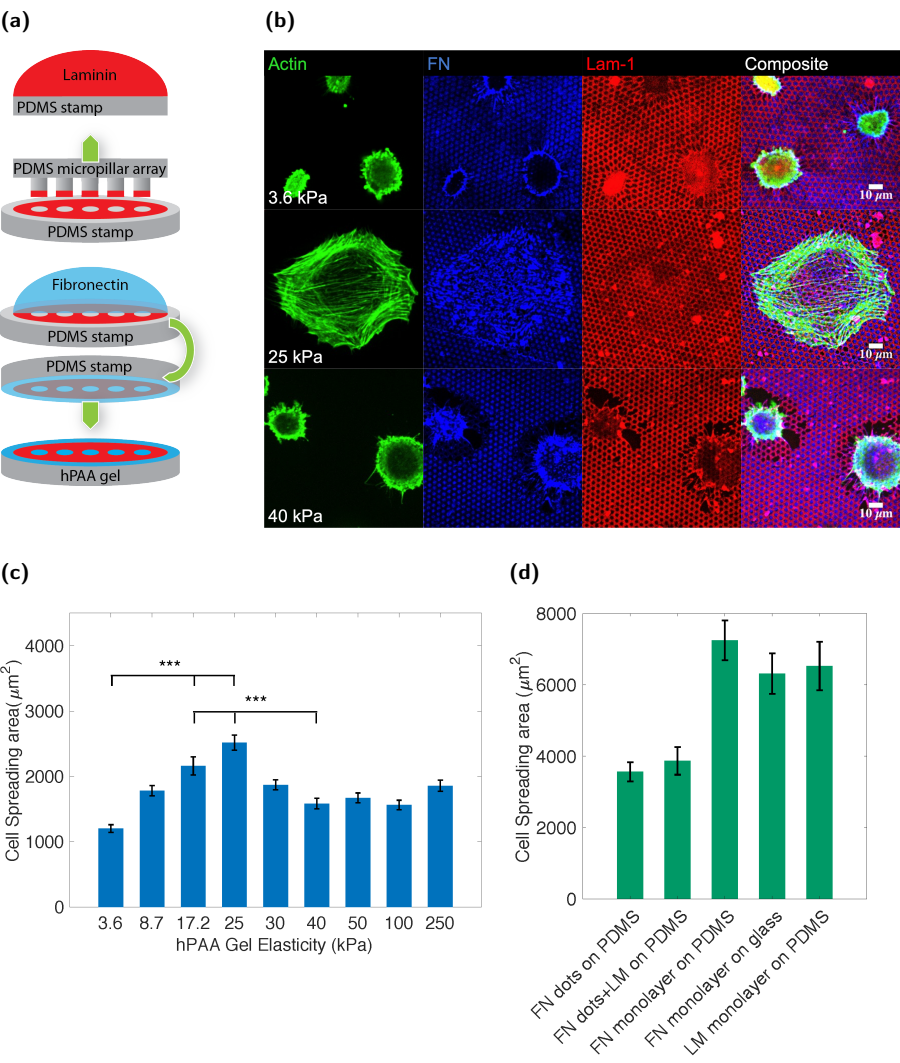 (a)
Laminin
PDMS stamp
PDMS micropillar array
PDMS stamp
Fibronectin
PDMS stamp
PDMS stamp
hPAA gel
(b)
Actin FN Lam-1 Composite
3.6 kPa
10 µm
25 kPa
10 µm
40 kPa
10 µm
(c)
Cell Spreading area(µm²)
4000
3000
2000
1000
0
***
***
3.6 8.7 17.2 25 30 40 50 100 250
hPAA Gel Elasticity (kPa)
(d)
Cell Spreading area (µm²)
8000
6000
4000
2000
0
FN dots on PDMS
FN dots+LM on PDMS
FN monolayer on PDMS
FN monolayer on glass
LM monolayer on PDMS